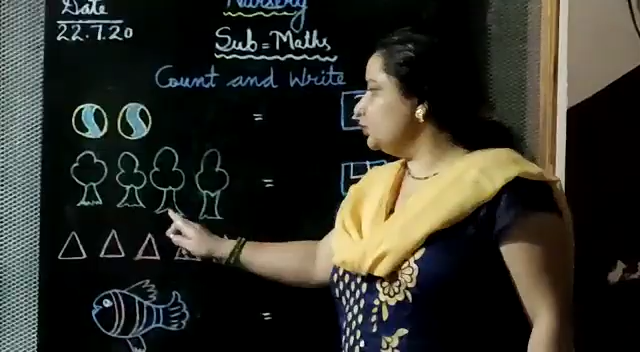 Date
22.7.20
Nursery
Sub = Maths
Count and Write
=
=
=